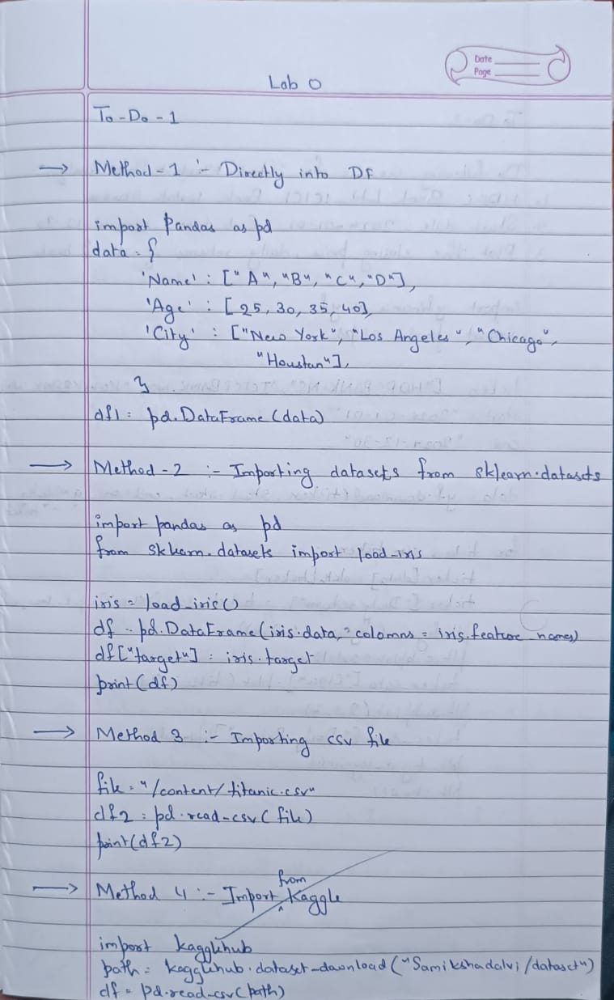 Date
Page
Lab 0
To-Do-1
→ Method-1 :- Directly into DF
import Pandas as pd
data = {
'Name' : ["A", "B", "C", "D"],
'Age' : [25, 30, 35, 40],
'City' : ["New York", "Los Angeles", "Chicago",
"Houstan"],
}
df1 = pd.DataFrame(data)
→ Method-2 :- Importing datasets from sklearn.datasets
import pandas as pd
from sklearn.datasets import load_iris
iris = load_iris()
df = pd.DataFrame(iris.data, colomns = iris.feature_names)
df["target"] = iris.target
print(df)
→ Method 3 :- Importing csv file
file = "/content/titanic.csv"
df2 = pd.read_csv(file)
print(df2)
→ Method 4 :- Import from Kaggle
import kagglehub
path = kagglehub.dataset_download("Samikshadalvi/dataset")
df = pd.read_csv(path)